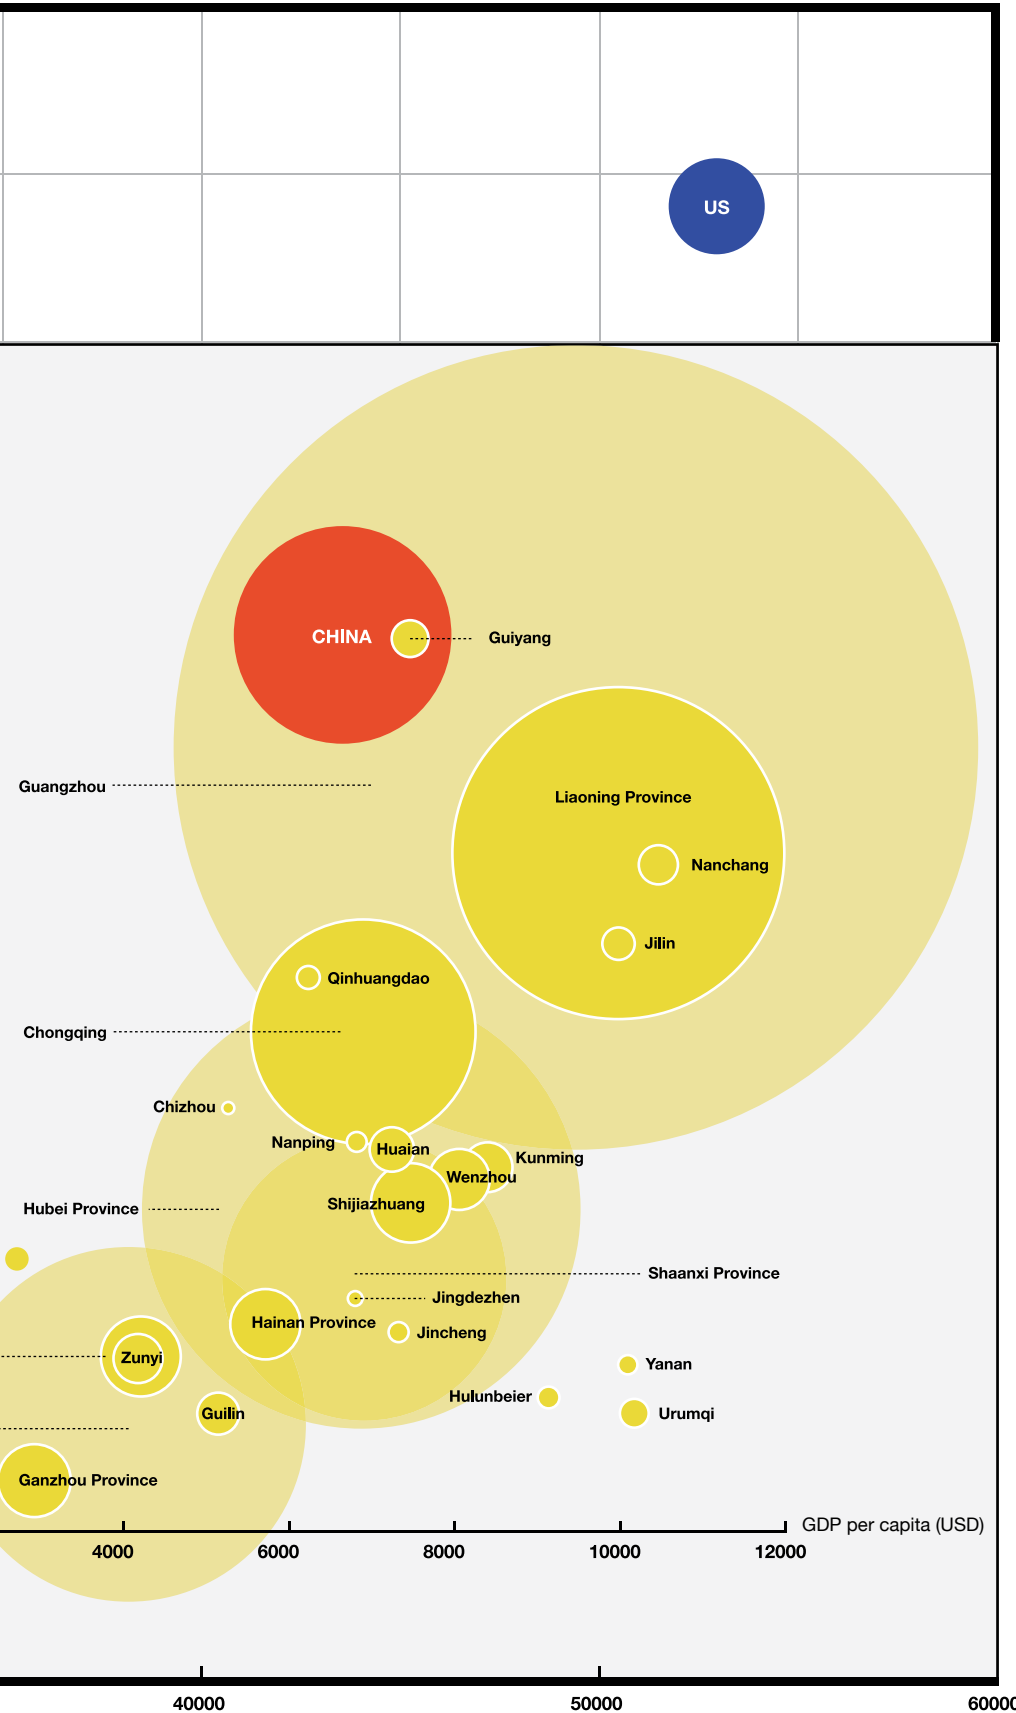 US
CHINA
Guiyang
Guangzhou
Liaoning Province
Nanchang
Jilin
Qinhuangdao
Chongqing
Chizhou
Nanping
Huaian
Kunming
Wenzhou
Shijiazhuang
Hubei Province
Shaanxi Province
Jingdezhen
Hainan Province
Jincheng
Zunyi
Yanan
Hulunbeier
Guilin
Urumqi
Ganzhou Province
GDP per capita (USD)
4000 6000 8000 10000 12000
40000 50000 60000